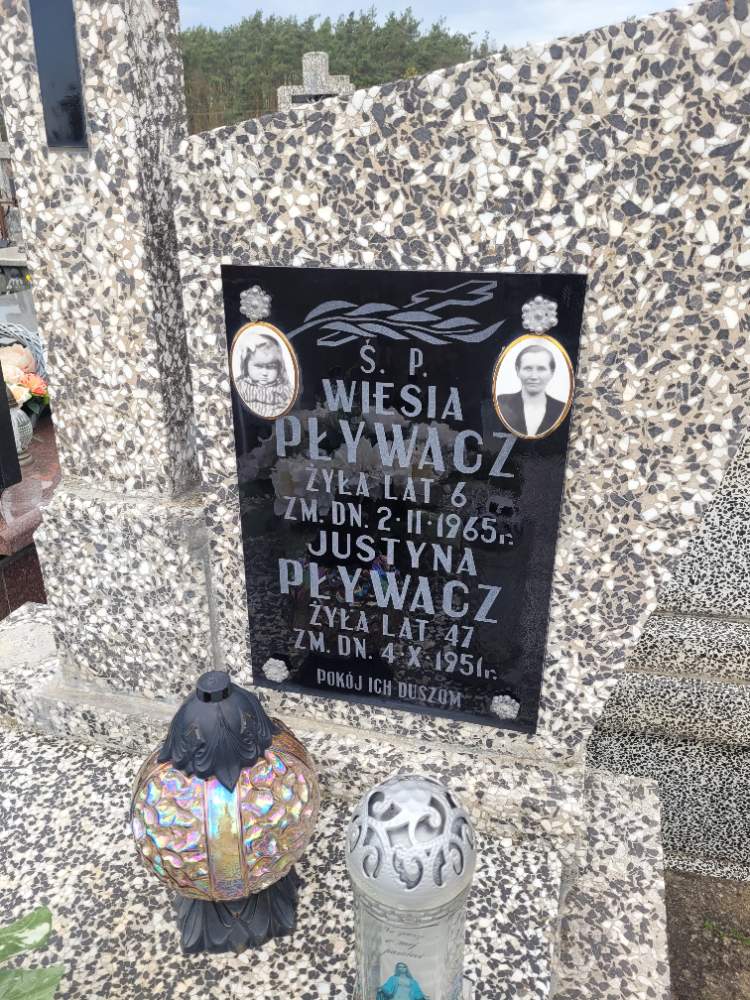 Ś. P.
WIESIA
PŁYWACZ
ŻYŁA LAT 6
ZM. DN. 2·II·1965r.
JUSTYNA
PŁYWACZ
ŻYŁA LAT 47
ZM. DN. 4·X·1951r.
POKÓJ ICH DUSZOM